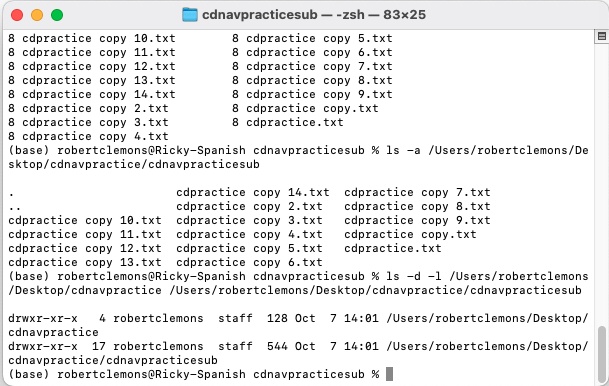 cdnavpracticesub — -zsh — 83×25
8 cdpractice copy 10.txt        8 cdpractice copy 5.txt
8 cdpractice copy 11.txt        8 cdpractice copy 6.txt
8 cdpractice copy 12.txt        8 cdpractice copy 7.txt
8 cdpractice copy 13.txt        8 cdpractice copy 8.txt
8 cdpractice copy 14.txt        8 cdpractice copy 9.txt
8 cdpractice copy 2.txt         8 cdpractice copy.txt
8 cdpractice copy 3.txt         8 cdpractice.txt
8 cdpractice copy 4.txt
(base) robertclemons@Ricky-Spanish cdnavpracticesub % ls -a /Users/robertclemons/De
sktop/cdnavpractice/cdnavpracticesub
.                       cdpractice copy 14.txt  cdpractice copy 7.txt
..                      cdpractice copy 2.txt   cdpractice copy 8.txt
cdpractice copy 10.txt  cdpractice copy 3.txt   cdpractice copy 9.txt
cdpractice copy 11.txt  cdpractice copy 4.txt   cdpractice copy.txt
cdpractice copy 12.txt  cdpractice copy 5.txt   cdpractice.txt
cdpractice copy 13.txt  cdpractice copy 6.txt
(base) robertclemons@Ricky-Spanish cdnavpracticesub % ls -d -l /Users/robertclemons
/Desktop/cdnavpractice /Users/robertclemons/Desktop/cdnavpractice/cdnavpracticesub
drwxr-xr-x   4 robertclemons  staff  128 Oct  7 14:01 /Users/robertclemons/Desktop/
cdnavpractice
drwxr-xr-x  17 robertclemons  staff  544 Oct  7 14:01 /Users/robertclemons/Desktop/
cdnavpractice/cdnavpracticesub
(base) robertclemons@Ricky-Spanish cdnavpracticesub %